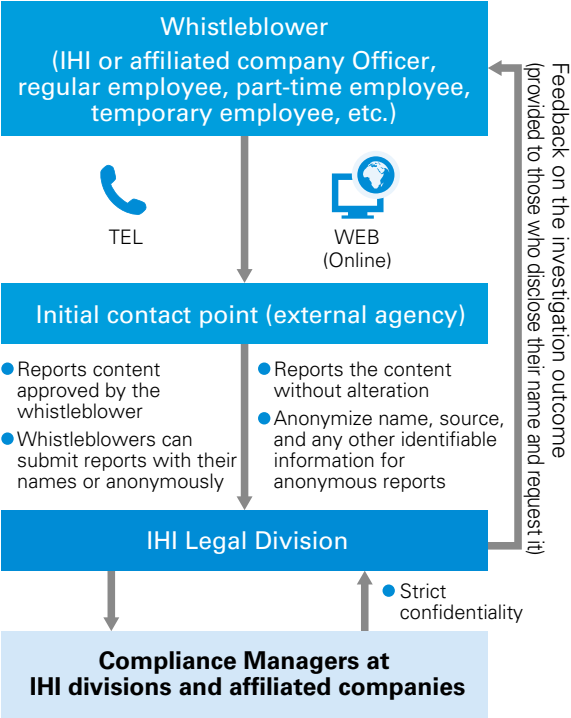 Whistleblower
(IHI or affiliated company Officer,
regular employee, part-time employee,
temporary employee, etc.)
TEL
WEB
(Online)
Initial contact point (external agency)
Reports content
approved by the
whistleblower
Whistleblowers can
submit reports with their
names or anonymously
Reports the content
without alteration
Anonymize name, source,
and any other identifiable
information for
anonymous reports
IHI Legal Division
Strict
confidentiality
Compliance Managers at
IHI divisions and affiliated companies
Feedback on the investigation outcome
(provided to those who disclose their name and request it)